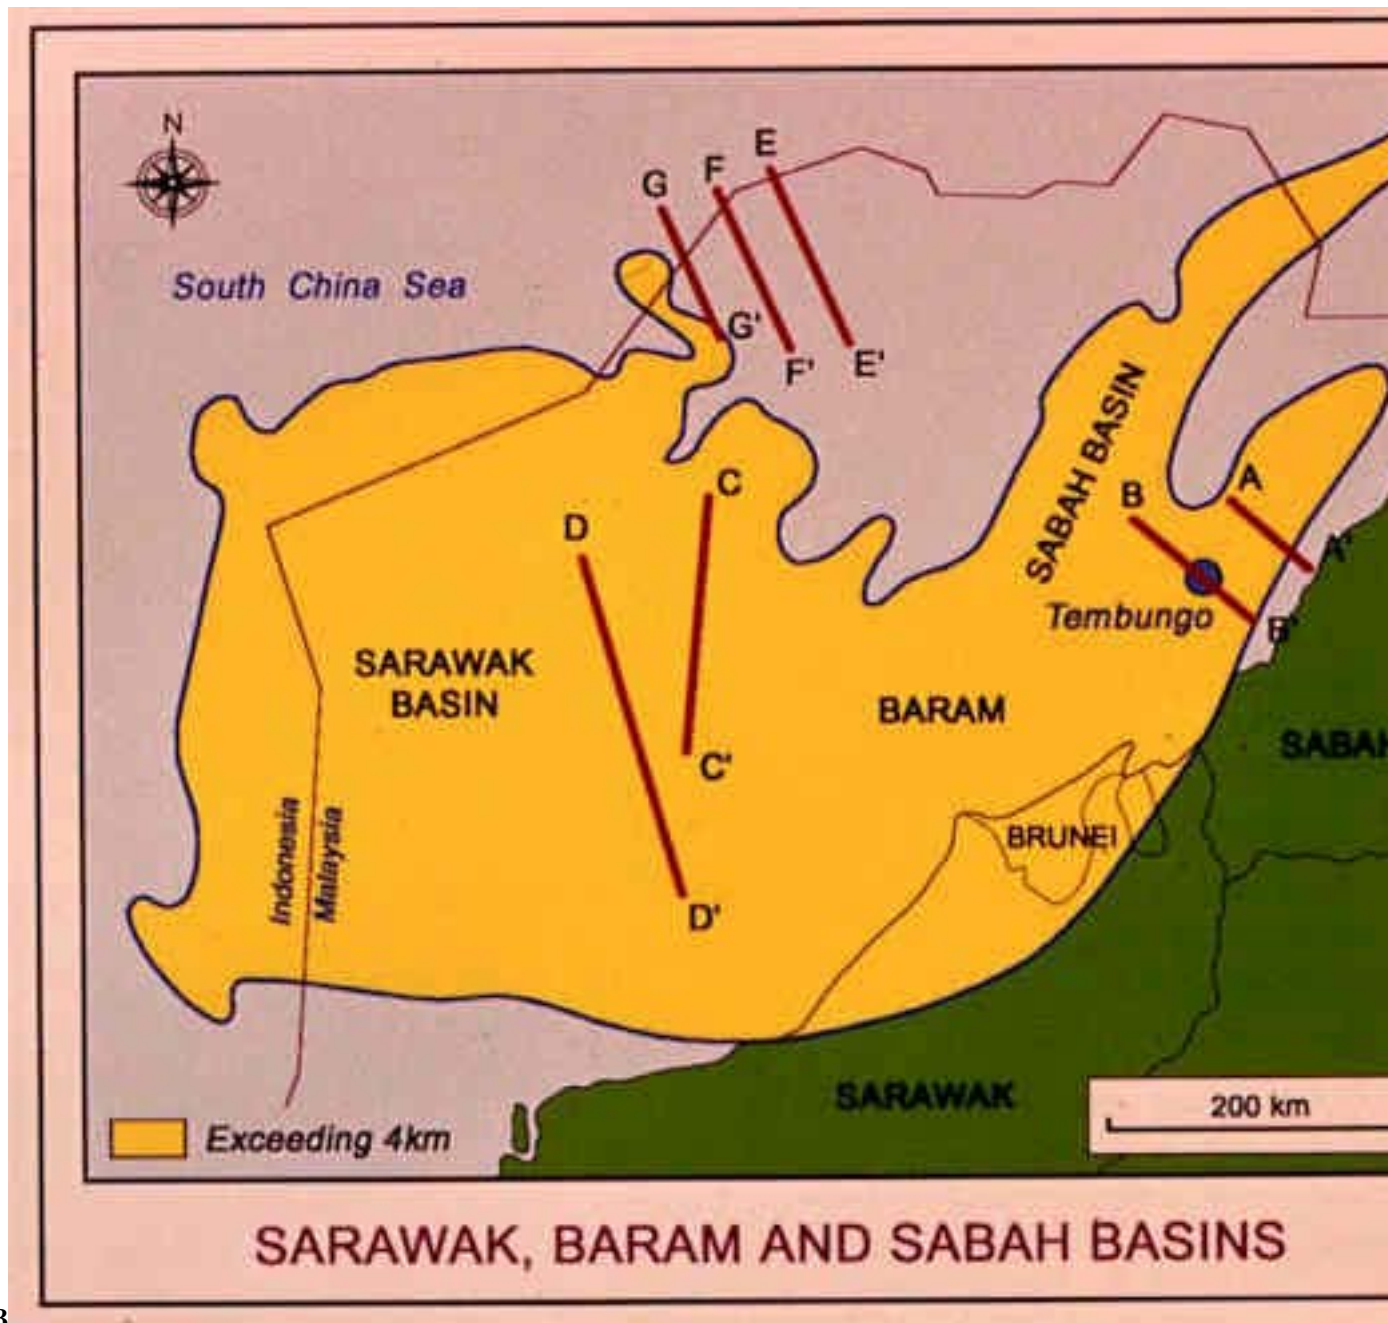 N
E
F
G
South China Sea
G'
F'
E'
SABAH BASIN
C
B
A
D
A'
Tembungo
B'
SARAWAK
BASIN
BARAM
C'
SABAH
Indonesia
Malaysia
BRUNEI
D'
SARAWAK
200 km
Exceeding 4km
SARAWAK, BARAM AND SABAH BASINS